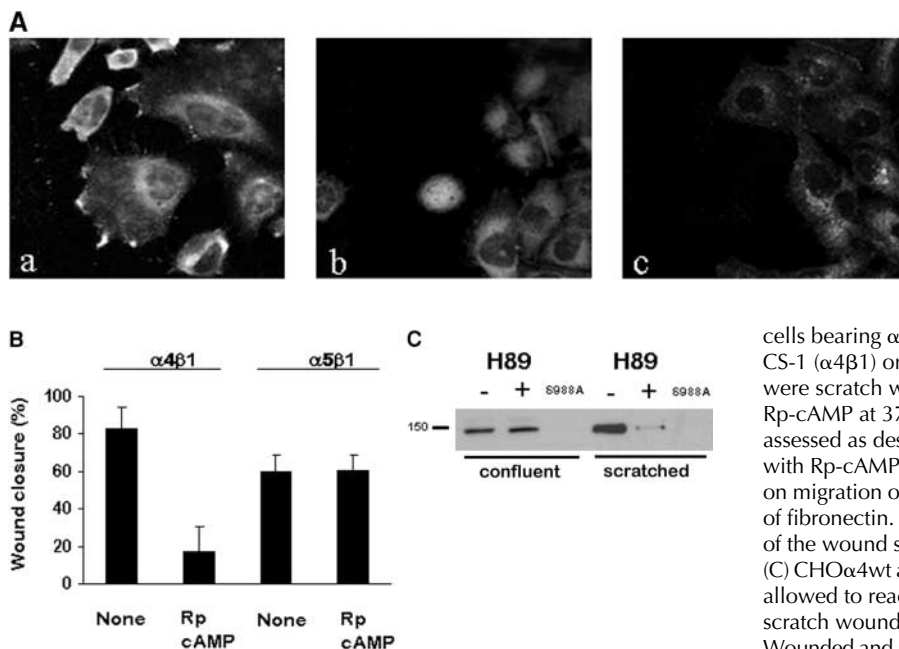 A
a
b
c
B
α4β1
α5β1
Wound closure (%)
100
80
60
40
20
0
None
Rp cAMP
None
Rp cAMP
C
H89
H89
- + S988A
- + S988A
150
confluent
scratched
cells bearing α
CS-1 (α4β1) or
were scratch w
Rp-cAMP at 37
assessed as des
with Rp-cAMP
on migration o
of fibronectin.
of the wound s
(C) CHOα4wt a
allowed to reac
scratch wound
Wounded and